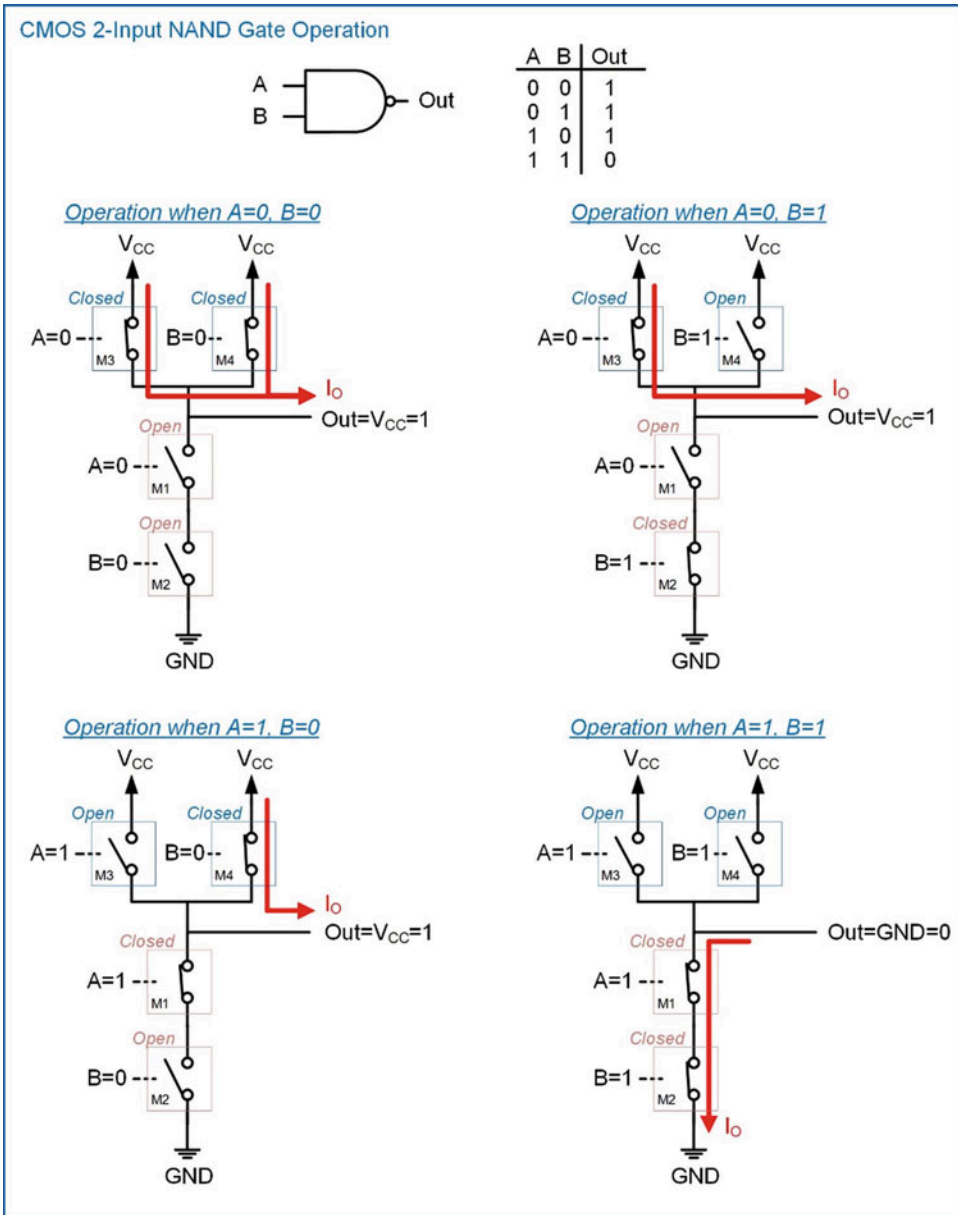 CMOS 2-Input NAND Gate Operation
A B Out
0 0 1
0 1 1
1 0 1
1 1 0
A
B
Out
Operation when A=0, B=0
VCC VCC
Closed Closed
A=0 B=0
M3 M4
IO
Out=VCC=1
Open
A=0
M1
Open
B=0
M2
GND
Operation when A=0, B=1
VCC VCC
Closed Open
A=0 B=1
M3 M4
IO
Out=VCC=1
Open
A=0
M1
Closed
B=1
M2
GND
Operation when A=1, B=0
VCC VCC
Open Closed
A=1 B=0
M3 M4
IO
Out=VCC=1
Closed
A=1
M1
Open
B=0
M2
GND
Operation when A=1, B=1
VCC VCC
Open Open
A=1 B=1
M3 M4
Out=GND=0
Closed
A=1
M1
Closed
B=1
M2
IO
GND